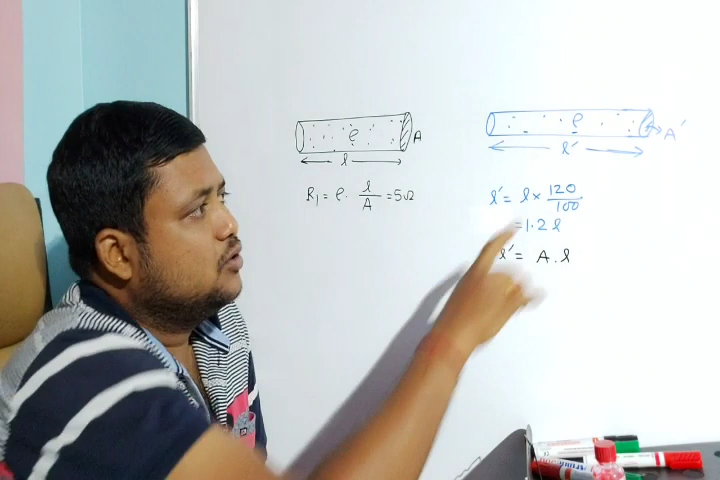 ρ
A
l
R₁ = ρ · l/A = 5Ω
ρ
A'
l'
l' = l × 120/100
= 1.2 l
l' = A . l